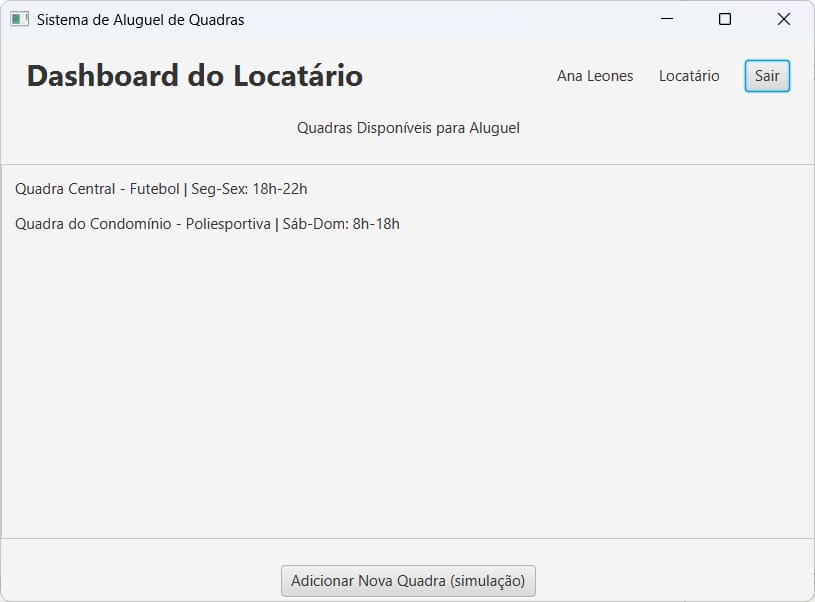 Sistema de Aluguel de Quadras
Dashboard do Locatário
Ana Leones
Locatário
Sair
Quadras Disponíveis para Aluguel
Quadra Central - Futebol | Seg-Sex: 18h-22h
Quadra do Condomínio - Poliesportiva | Sáb-Dom: 8h-18h
Adicionar Nova Quadra (simulação)